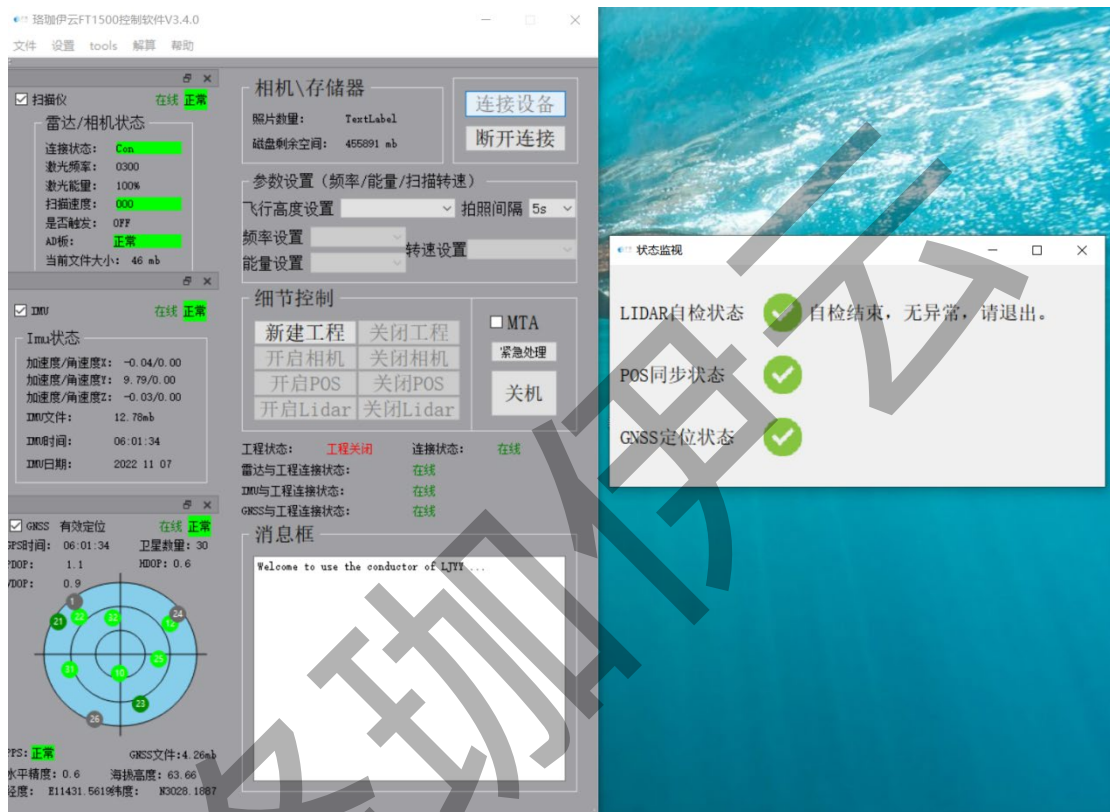 珞珈伊云FT1500控制软件V3.4.0
文件 设置 tools 解算 帮助
扫描仪 在线 正常
雷达/相机状态
连接状态: Con
激光频率: 0300
激光能量: 100%
扫描速度: 000
是否触发: OFF
AD板: 正常
当前文件大小: 46 mb
IMU 在线 正常
Imu状态
加速度/角速度X: -0.04/0.00
加速度/角速度Y: 9.79/0.00
加速度/角速度Z: -0.03/0.00
IMU文件: 12.78mb
IMU时间: 06:01:34
IMU日期: 2022 11 07
GNSS 有效定位 在线 正常
GPS时间: 06:01:34 卫星数量: 30
PDOP: 1.1 HDOP: 0.6
VDOP: 0.9
1
21 22 32 12 24
31 10 25
23
26
PPS: 正常 GNSS文件:4.26mb
水平精度: 0.6 海拔高度: 63.66
经度: E11431.5619纬度: N3028.1887
相机\存储器
照片数量: TextLabel
磁盘剩余空间: 455891 mb
连接设备
断开连接
参数设置（频率/能量/扫描转速）
飞行高度设置 拍照间隔 5s
频率设置
转速设置
能量设置
细节控制
新建工程 关闭工程
开启相机 关闭相机
开启POS 关闭POS
开启Lidar 关闭Lidar
MTA
紧急处理
关机
工程状态: 工程关闭 连接状态: 在线
雷达与工程连接状态: 在线
IMU与工程连接状态: 在线
GNSS与工程连接状态: 在线
消息框
Welcome to use the conductor of LJYY ...
状态监视
LIDAR自检状态 自检结束，无异常，请退出。
POS同步状态
GNSS定位状态
珞珈伊云